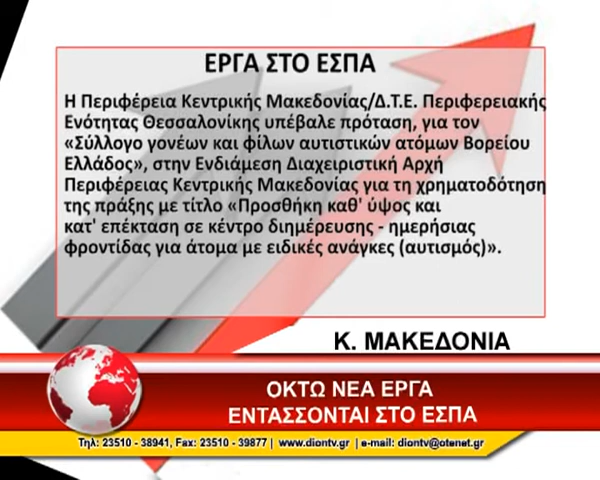 ΕΡΓΑ ΣΤΟ ΕΣΠΑ
Η Περιφέρεια Κεντρικής Μακεδονίας/Δ.Τ.Ε. Περιφερειακής
Ενότητας Θεσσαλονίκης υπέβαλε πρόταση, για τον
«Σύλλογο γονέων και φίλων αυτιστικών ατόμων Βορείου
Ελλάδος», στην Ενδιάμεση Διαχειριστική Αρχή
Περιφέρειας Κεντρικής Μακεδονίας για τη χρηματοδότηση
της πράξης με τίτλο «Προσθήκη καθ' ύψος και
κατ' επέκταση σε κέντρο διημέρευσης - ημερήσιας
φροντίδας για άτομα με ειδικές ανάγκες (αυτισμός)».
Κ. ΜΑΚΕΔΟΝΙΑ
ΟΚΤΩ ΝΕΑ ΕΡΓΑ
ΕΝΤΑΣΣΟΝΤΑΙ ΣΤΟ ΕΣΠΑ
Τηλ: 23510 - 38941, Fax: 23510 - 39877 | www.diontv.gr | e-mail: diontv@otenet.gr